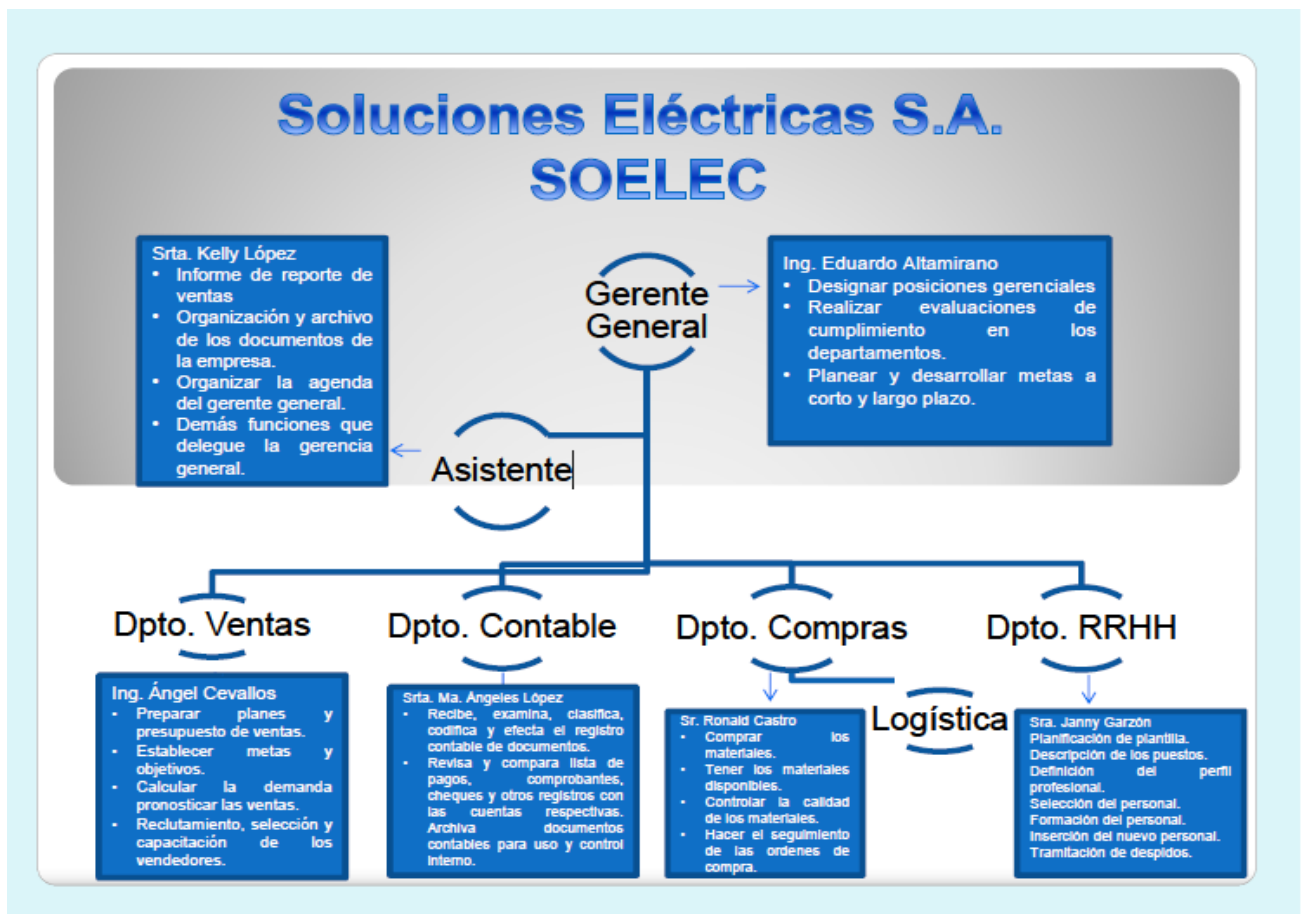 Soluciones Eléctricas S.A.
SOELEC
Srta. Kelly López
• Informe de reporte de
ventas
• Organización y archivo
de los documentos de
la empresa.
• Organizar la agenda
del gerente general.
• Demás funciones que
delegue la gerencia
general.
Gerente
General
Ing. Eduardo Altamirano
• Designar posiciones gerenciales
• Realizar evaluaciones de
cumplimiento en los
departamentos.
• Planear y desarrollar metas a
corto y largo plazo.
Asistente
Dpto. Ventas
Ing. Ángel Cevallos
• Preparar planes y
presupuesto de ventas.
• Establecer metas y
objetivos.
• Calcular la demanda
pronosticar las ventas.
• Reclutamiento, selección y
capacitación de los
vendedores.
Dpto. Contable
Srta. Ma. Ángeles López
• Recibe, examina, clasifica,
codifica y efecta el registro
contable de documentos.
• Revisa y compara lista de
pagos, comprobantes,
cheques y otros registros con
las cuentas respectivas.
Archiva documentos
contables para uso y control
interno.
Dpto. Compras
Sr. Ronald Castro
• Comprar los
materiales.
• Tener los materiales
disponibles.
• Controlar la calidad
de los materiales.
• Hacer el seguimiento
de las ordenes de
compra.
Logística
Dpto. RRHH
Sra. Janny Garzón
Planificación de plantilla.
Descripción de los puestos.
Definición del perfil
profesional.
Selección del personal.
Formación del personal.
Inserción del nuevo personal.
Tramitación de despidos.